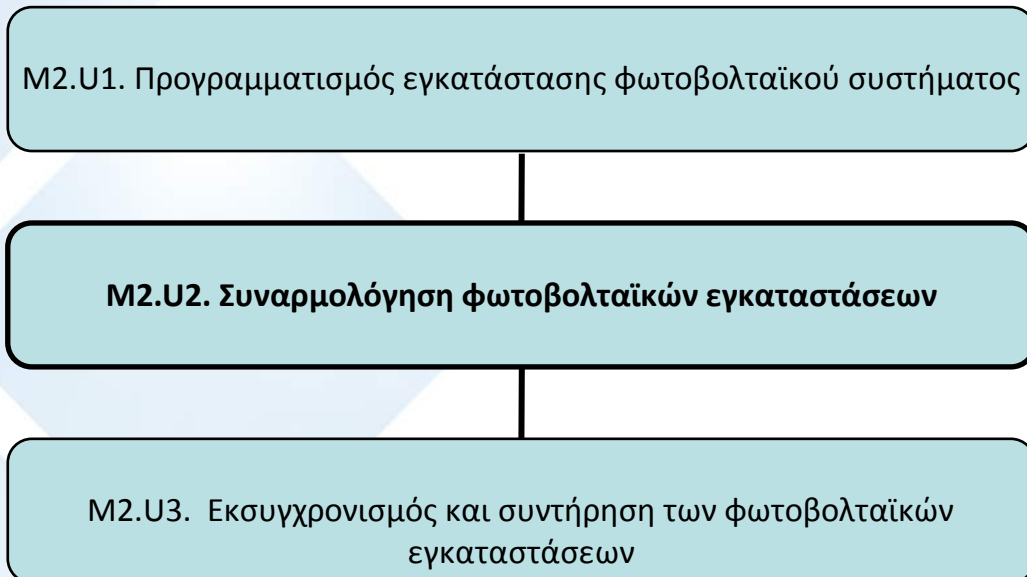 M2.U1. Προγραμματισμός εγκατάστασης φωτοβολταϊκού συστήματος
M2.U2. Συναρμολόγηση φωτοβολταϊκών εγκαταστάσεων
M2.U3. Εκσυγχρονισμός και συντήρηση των φωτοβολταϊκών
εγκαταστάσεων